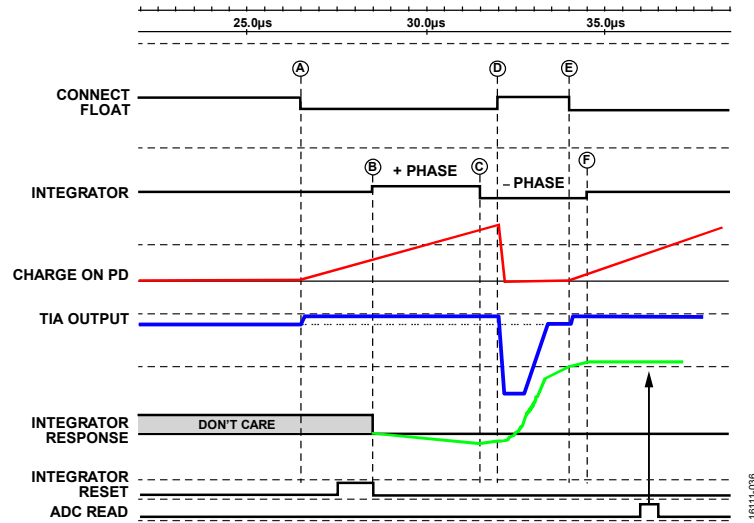 25.0µs 30.0µs 35.0µs
A D E
CONNECT
FLOAT
B + PHASE C – PHASE F
INTEGRATOR
CHARGE ON PD
TIA OUTPUT
INTEGRATOR
RESPONSE
DON'T CARE
INTEGRATOR
RESET
ADC READ
16111-036